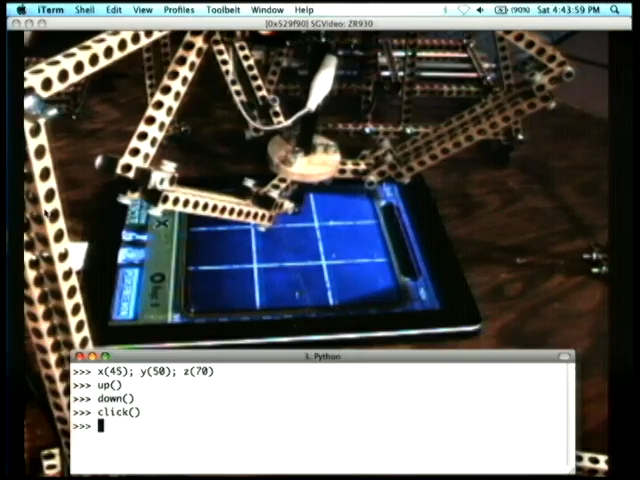 iTerm Shell Edit View Profiles Toolbelt Window Help (90%) Sat 4:43:59 PM
[0x529f90] SGVideo: ZR930
3. Python
>>> x(45); y(50); z(70)
>>> up()
>>> down()
>>> click()
>>>